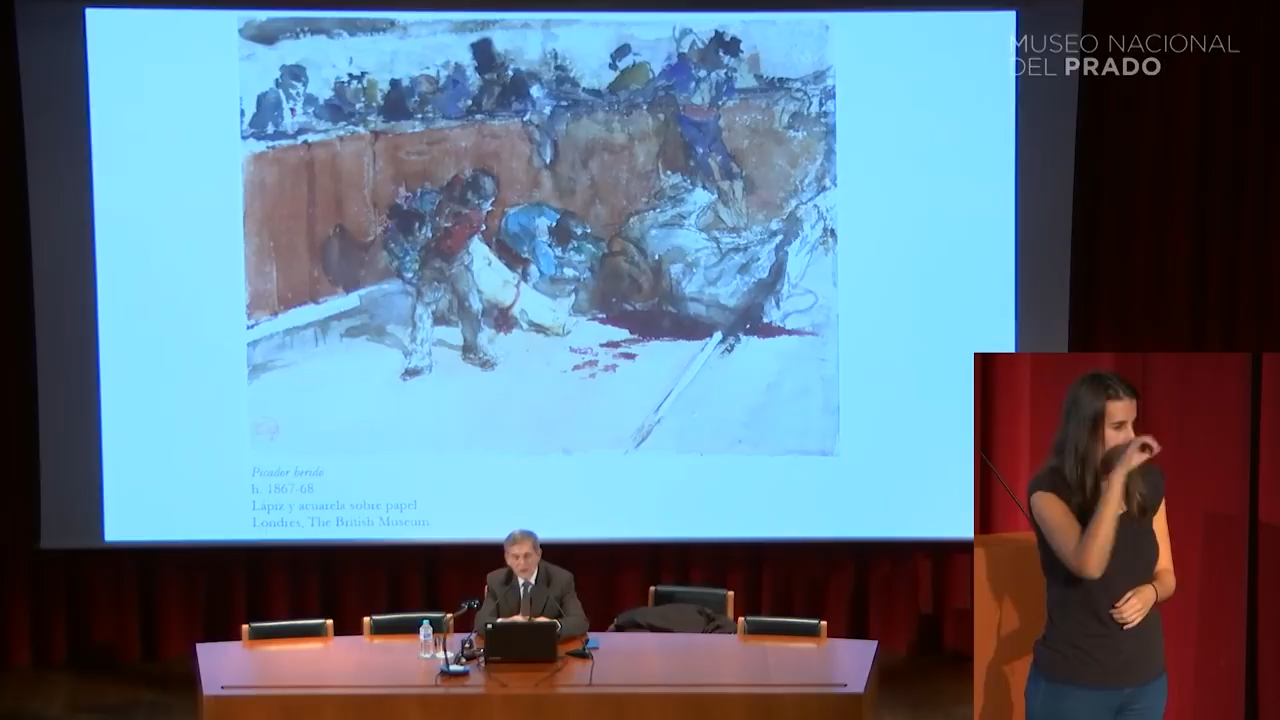 MUSEO NACIONAL
DEL PRADO
Picador herido
h. 1867-68
Lápiz y acuarela sobre papel
Londres, The British Museum